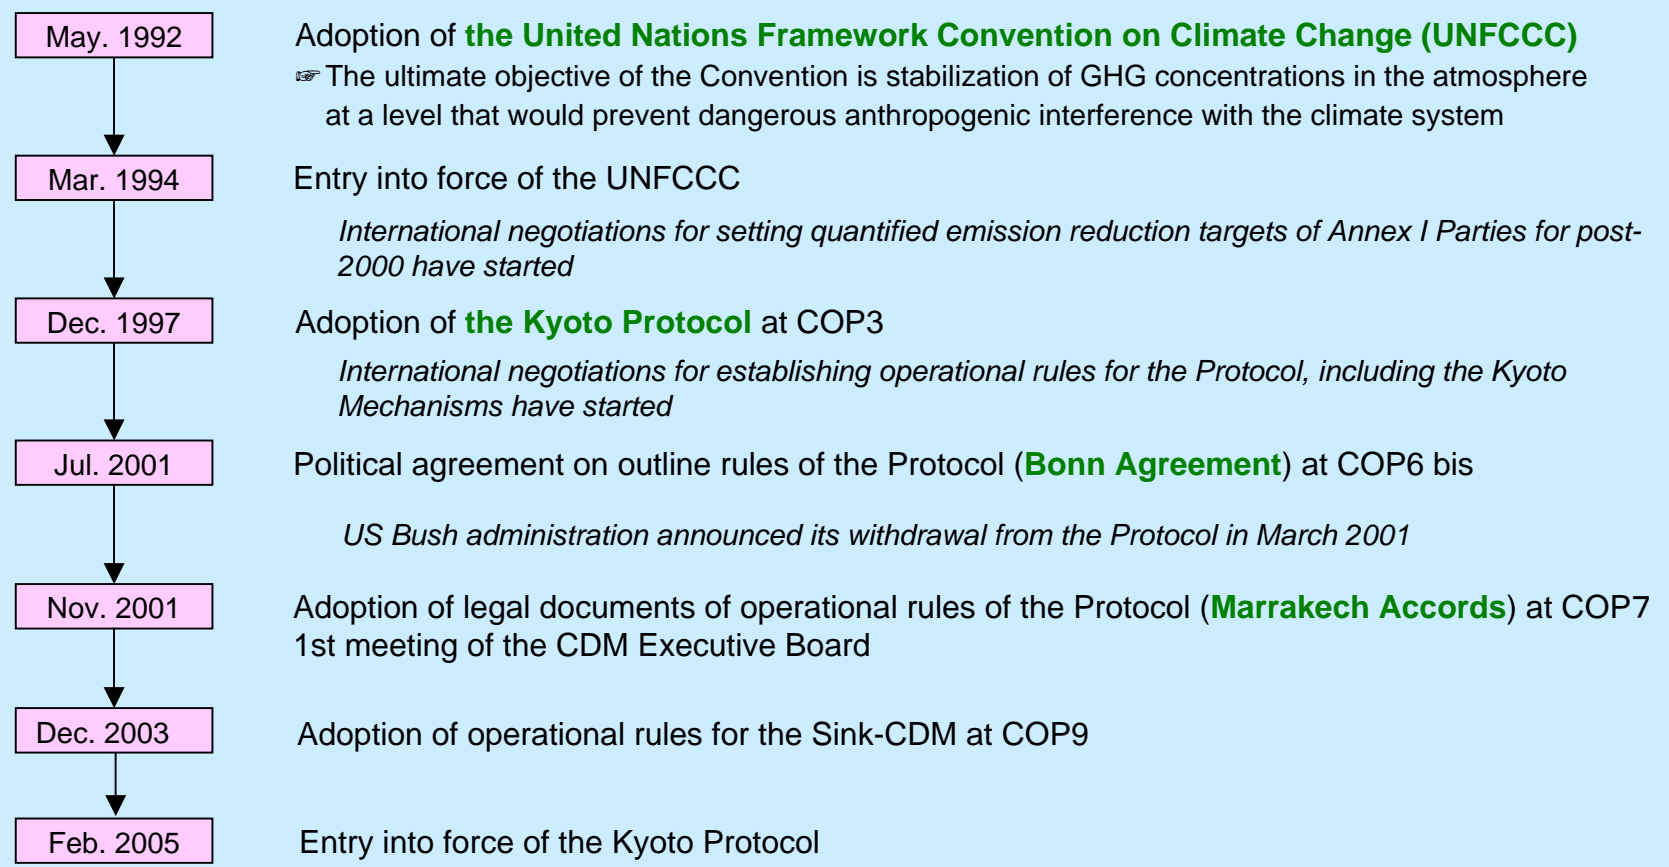 May. 1992
Adoption of the United Nations Framework Convention on Climate Change (UNFCCC)
☞ The ultimate objective of the Convention is stabilization of GHG concentrations in the atmosphere
at a level that would prevent dangerous anthropogenic interference with the climate system
Mar. 1994
Entry into force of the UNFCCC
International negotiations for setting quantified emission reduction targets of Annex I Parties for post-
2000 have started
Dec. 1997
Adoption of the Kyoto Protocol at COP3
International negotiations for establishing operational rules for the Protocol, including the Kyoto
Mechanisms have started
Jul. 2001
Political agreement on outline rules of the Protocol (Bonn Agreement) at COP6 bis
US Bush administration announced its withdrawal from the Protocol in March 2001
Nov. 2001
Adoption of legal documents of operational rules of the Protocol (Marrakech Accords) at COP7
1st meeting of the CDM Executive Board
Dec. 2003
Adoption of operational rules for the Sink-CDM at COP9
Feb. 2005
Entry into force of the Kyoto Protocol